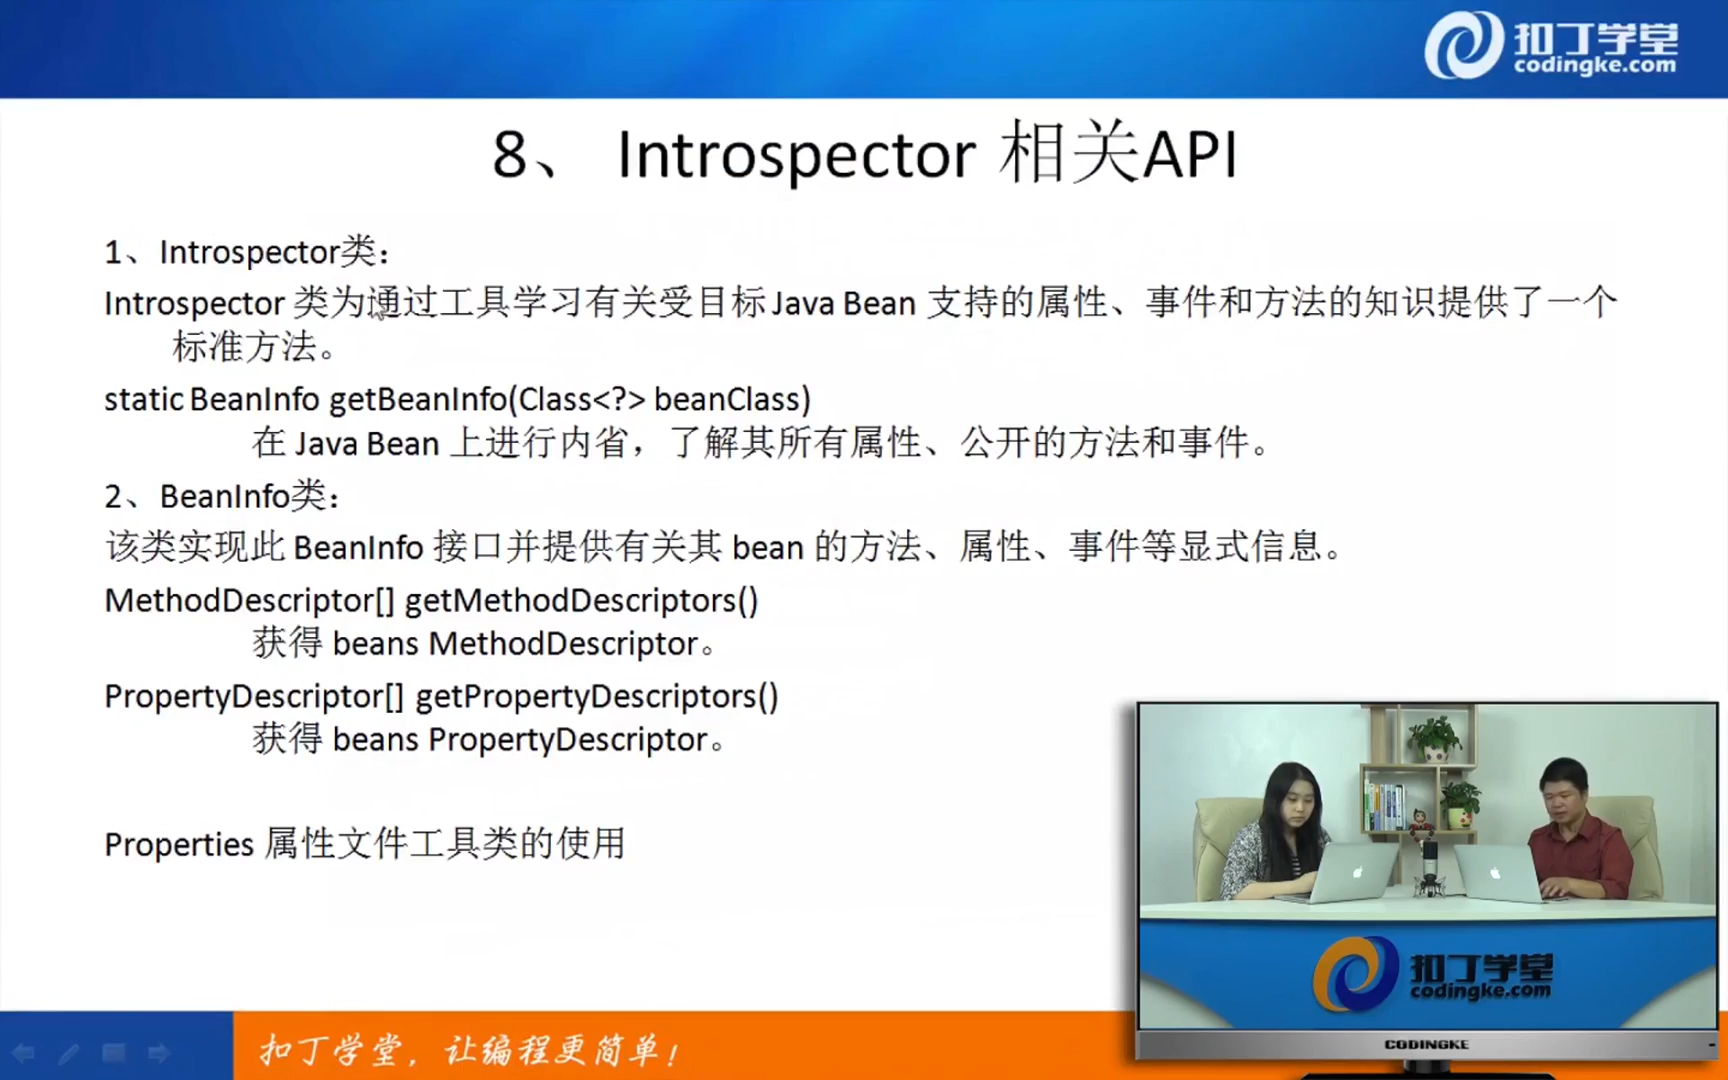 扣丁学堂
codingke.com
8、 Introspector 相关API
1、Introspector类：
Introspector 类为通过工具学习有关受目标Java Bean 支持的属性、事件和方法的知识提供了一个
标准方法。
static BeanInfo getBeanInfo(Class<?> beanClass)
在 Java Bean 上进行内省，了解其所有属性、公开的方法和事件。
2、BeanInfo类：
该类实现此 BeanInfo 接口并提供有关其 bean 的方法、属性、事件等显式信息。
MethodDescriptor[] getMethodDescriptors()
获得 beans MethodDescriptor。
PropertyDescriptor[] getPropertyDescriptors()
获得 beans PropertyDescriptor。
Properties 属性文件工具类的使用
扣丁学堂
codingke.com
CODINGKE
扣丁学堂，让编程更简单！